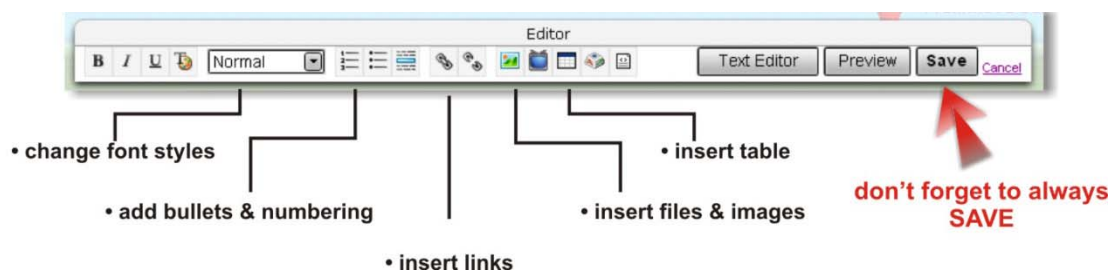 Editor
B I U Normal Text Editor Preview Save Cancel
• change font styles
• insert table
• add bullets & numbering
• insert files & images
don't forget to always
SAVE
• insert links